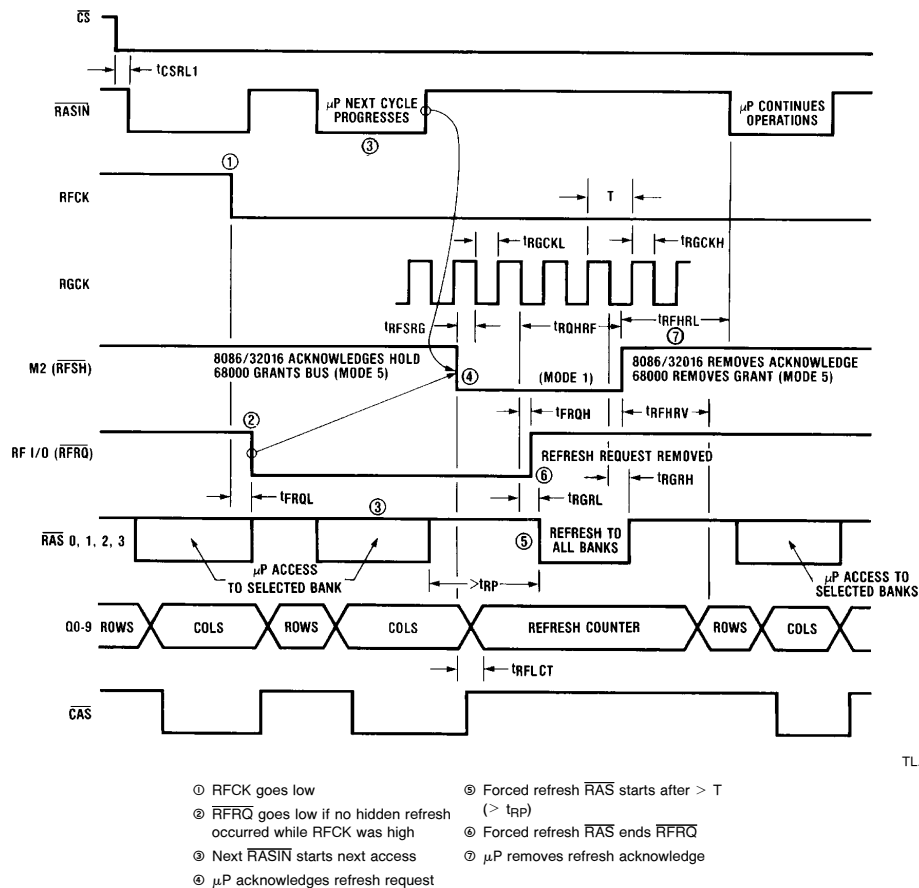 CS
tCSRL1
RASIN
μP NEXT CYCLE
PROGRESSES
μP CONTINUES
OPERATIONS
③
①
RFCK
T
tRGCKL
tRGCKH
RGCK
tRFSRG
tRQHRF
tRFHRL
⑦
M2 (RFSH)
8086/32016 ACKNOWLEDGES HOLD
68000 GRANTS BUS (MODE 5)
④
(MODE 1)
8086/32016 REMOVES ACKNOWLEDGE
68000 REMOVES GRANT (MODE 5)
②
tFRQH
tRFHRV
RF I/O (RFRQ)
REFRESH REQUEST REMOVED
⑥
tFRQL
③
tRGRL
tRGRH
RAS 0, 1, 2, 3
⑤
REFRESH TO
ALL BANKS
μP ACCESS
TO SELECTED BANK
>tRP
μP ACCESS TO
SELECTED BANKS
Q0-9
ROWS
COLS
ROWS
COLS
REFRESH COUNTER
ROWS
COLS
tRFLCT
CAS
TL
① RFCK goes low
② RFRQ goes low if no hidden refresh
occurred while RFCK was high
③ Next RASIN starts next access
④ μP acknowledges refresh request
⑤ Forced refresh RAS starts after > T
(> tRP)
⑥ Forced refresh RAS ends RFRQ
⑦ μP removes refresh acknowledge